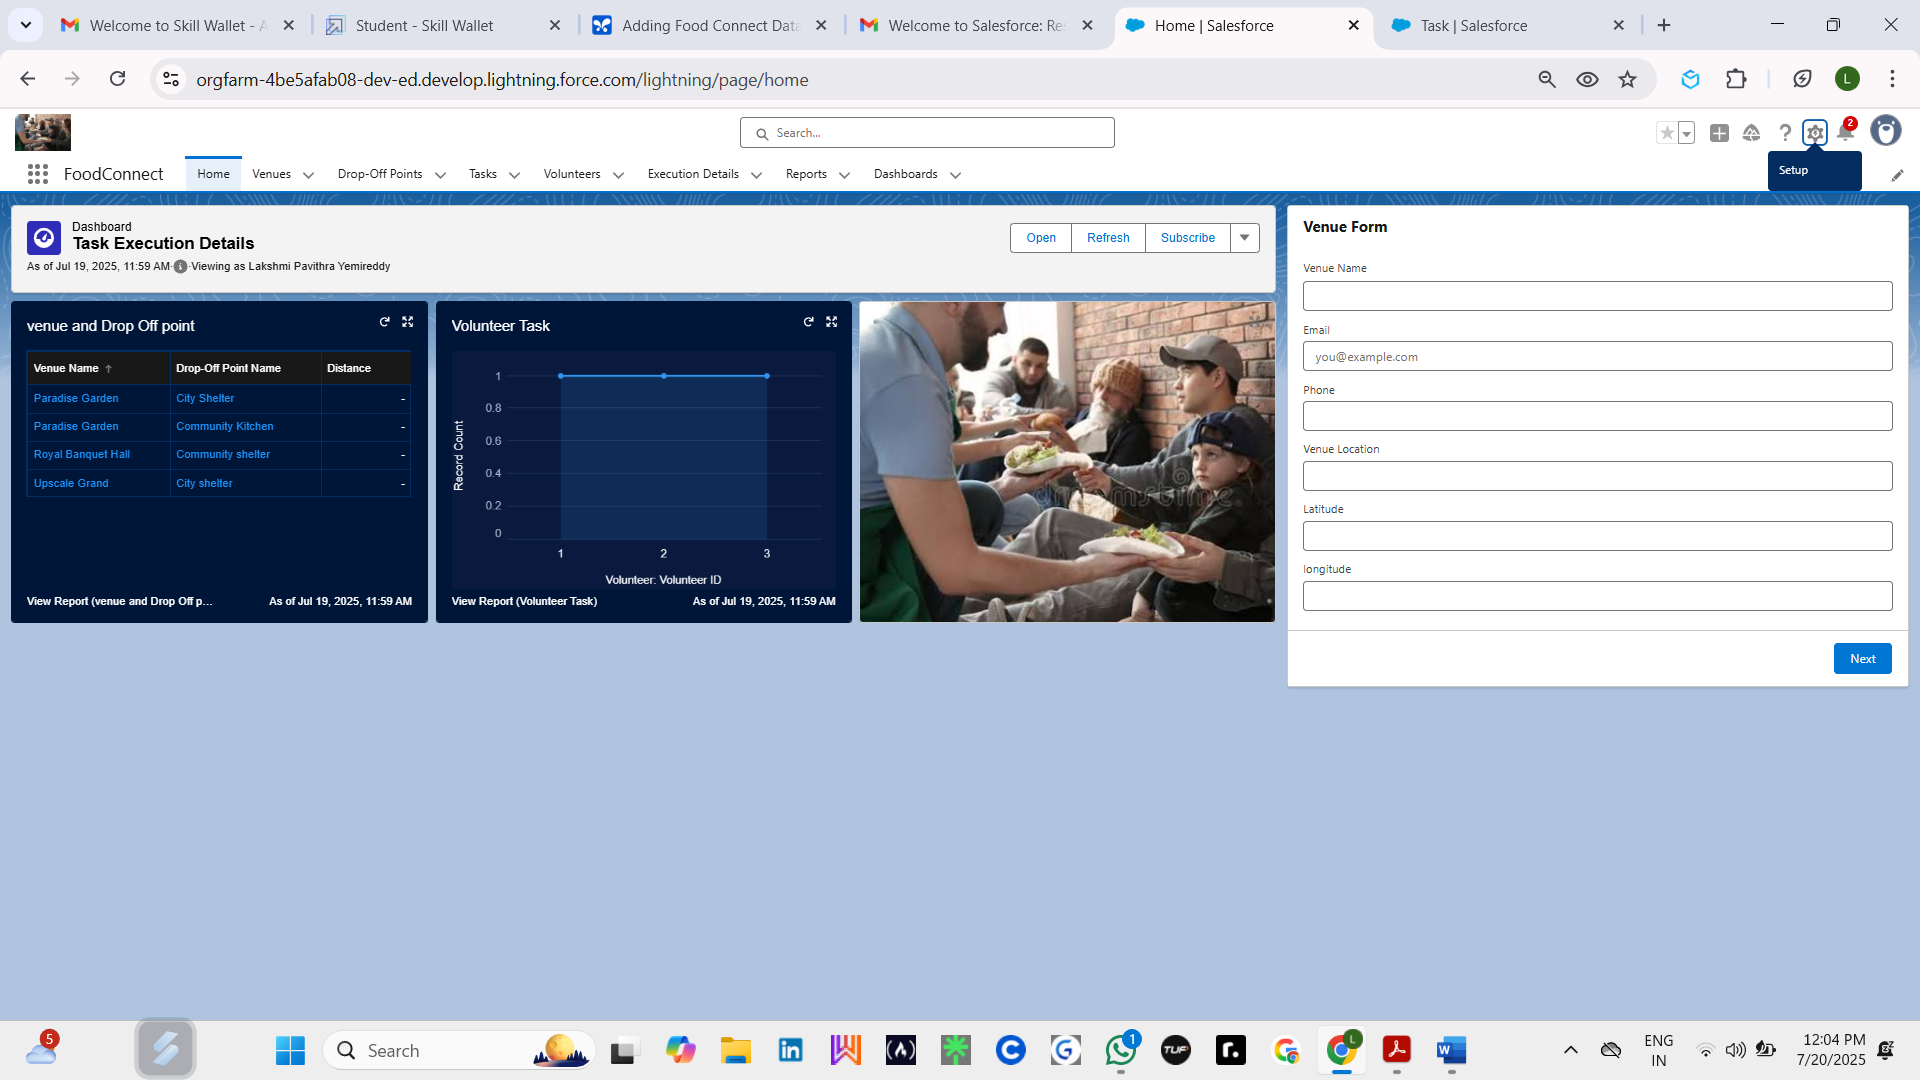 Welcome to Skill Wallet - A
Student - Skill Wallet
Adding Food Connect Data
Welcome to Salesforce: Res
Home | Salesforce
Task | Salesforce
orgfarm-4be5afab08-dev-ed.develop.lightning.force.com/lightning/page/home
L
Search...
2
FoodConnect
Home
Venues
Drop-Off Points
Tasks
Volunteers
Execution Details
Reports
Dashboards
Setup
Dashboard
Task Execution Details
As of Jul 19, 2025, 11:59 AM·Viewing as Lakshmi Pavithra Yemireddy
Open
Refresh
Subscribe
venue and Drop Off point
Venue Name ↑ Drop-Off Point Name Distance
Paradise Garden City Shelter -
Paradise Garden Community Kitchen -
Royal Banquet Hall Community shelter -
Upscale Grand City shelter -
View Report (venue and Drop Off p...
As of Jul 19, 2025, 11:59 AM
Volunteer Task
Record Count
1
0.8
0.6
0.4
0.2
0
1 2 3
Volunteer: Volunteer ID
View Report (Volunteer Task)
As of Jul 19, 2025, 11:59 AM
dreamstime
Venue Form
Venue Name
Email
you@example.com
Phone
Venue Location
Latitude
longitude
Next
5
Search
TUF
1
L
ENG
IN
12:04 PM
7/20/2025